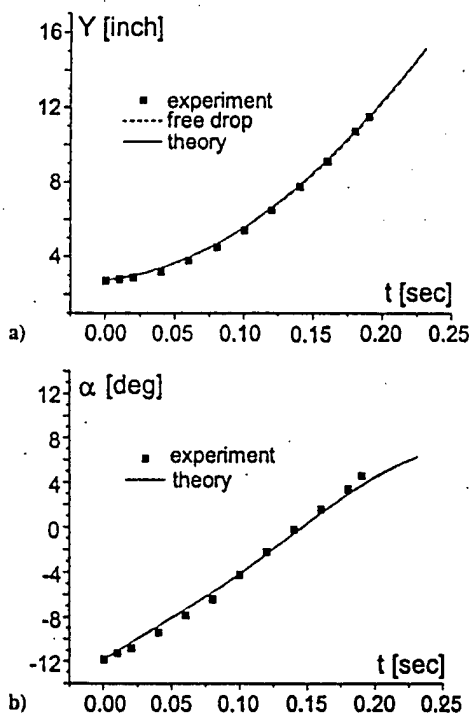 Y [inch]
16
experiment
free drop
12
theory
8
4
t [sec]
a)
0.00 0.05 0.10 0.15 0.20 0.25
α [deg]
12
8
experiment
theory
4
0
-4
-8
-12
t [sec]
b)
0.00 0.05 0.10 0.15 0.20 0.25